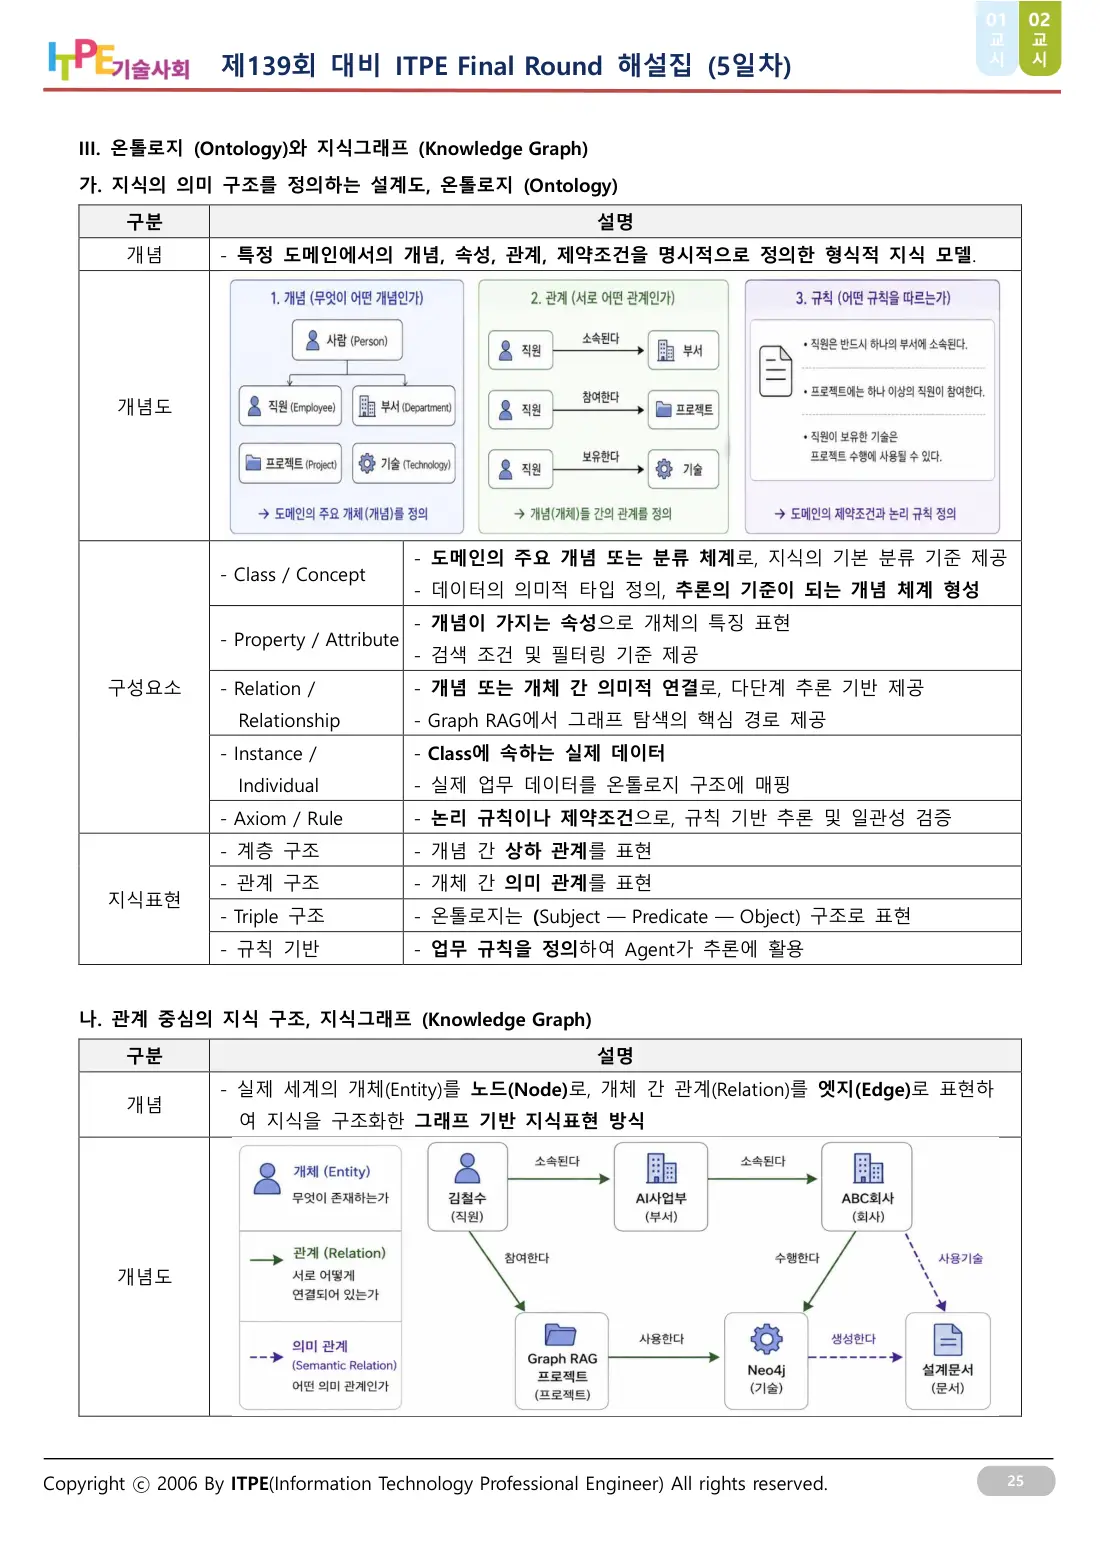 01
교
시
02
교
시
ITPE기술사회 제139회 대비 ITPE Final Round 해설집 (5일차)
III. 온톨로지 (Ontology)와 지식그래프 (Knowledge Graph)
가. 지식의 의미 구조를 정의하는 설계도, 온톨로지 (Ontology)
구분 설명
개념 - 특정 도메인에서의 개념, 속성, 관계, 제약조건을 명시적으로 정의한 형식적 지식 모델.
개념도
1. 개념 (무엇이 어떤 개념인가)
사람 (Person)
직원 (Employee) 부서 (Department)
프로젝트 (Project) 기술 (Technology)
→ 도메인의 주요 개체(개념)를 정의
2. 관계 (서로 어떤 관계인가)
직원 소속된다 부서
직원 참여한다 프로젝트
직원 보유한다 기술
→ 개념(개체)들 간의 관계를 정의
3. 규칙 (어떤 규칙을 따르는가)
• 직원은 반드시 하나의 부서에 소속된다.
• 프로젝트에는 하나 이상의 직원이 참여한다.
• 직원이 보유한 기술은
프로젝트 수행에 사용될 수 있다.
→ 도메인의 제약조건과 논리 규칙 정의
구성요소
- Class / Concept
- 도메인의 주요 개념 또는 분류 체계로, 지식의 기본 분류 기준 제공
- 데이터의 의미적 타입 정의, 추론의 기준이 되는 개념 체계 형성
- Property / Attribute
- 개념이 가지는 속성으로 개체의 특징 표현
- 검색 조건 및 필터링 기준 제공
- Relation /
Relationship
- 개념 또는 개체 간 의미적 연결로, 다단계 추론 기반 제공
- Graph RAG에서 그래프 탐색의 핵심 경로 제공
- Instance /
Individual
- Class에 속하는 실제 데이터
- 실제 업무 데이터를 온톨로지 구조에 매핑
- Axiom / Rule - 논리 규칙이나 제약조건으로, 규칙 기반 추론 및 일관성 검증
지식표현
- 계층 구조 - 개념 간 상하 관계를 표현
- 관계 구조 - 개체 간 의미 관계를 표현
- Triple 구조 - 온톨로지는 (Subject — Predicate — Object) 구조로 표현
- 규칙 기반 - 업무 규칙을 정의하여 Agent가 추론에 활용
나. 관계 중심의 지식 구조, 지식그래프 (Knowledge Graph)
구분 설명
개념
- 실제 세계의 개체(Entity)를 노드(Node)로, 개체 간 관계(Relation)를 엣지(Edge)로 표현하
여 지식을 구조화한 그래프 기반 지식표현 방식
개념도
개체 (Entity)
무엇이 존재하는가
관계 (Relation)
서로 어떻게
연결되어 있는가
의미 관계
(Semantic Relation)
어떤 의미 관계인가
김철수
(직원)
소속된다
AI사업부
(부서)
소속된다
ABC회사
(회사)
참여한다 수행한다 사용기술
Graph RAG
프로젝트
(프로젝트)
사용한다
Neo4j
(기술)
생성한다
설계문서
(문서)
Copyright ⓒ 2006 By ITPE(Information Technology Professional Engineer) All rights reserved.
25